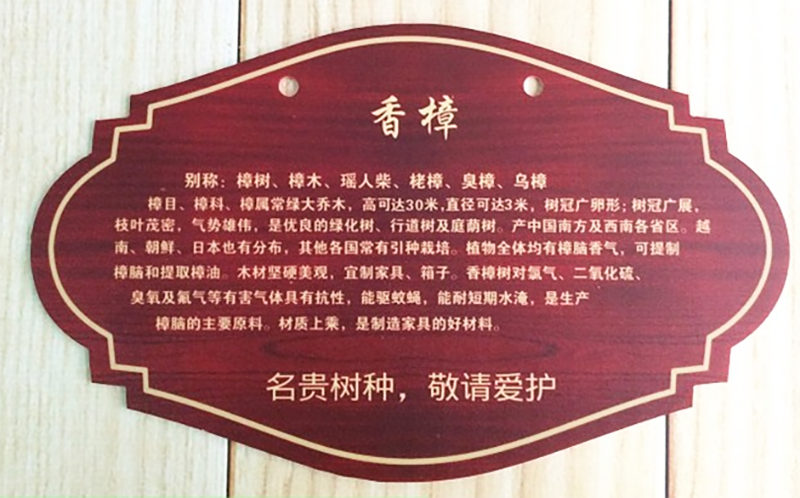 香樟
别称：樟树、樟木、瑶人柴、栳樟、臭樟、乌樟
樟目、樟科、樟属常绿大乔木，高可达30米,直径可达3米，树冠广卵形；树冠广展，
枝叶茂密，气势雄伟，是优良的绿化树、行道树及庭荫树。产中国南方及西南各省区。越
南、朝鲜、日本也有分布，其他各国常有引种栽培。植物全体均有樟脑香气，可提制
樟脑和提取樟油。木材坚硬美观，宜制家具、箱子。香樟树对氯气、二氧化硫、
臭氧及氟气等有害气体具有抗性，能驱蚊蝇，能耐短期水淹，是生产
樟脑的主要原料。材质上乘，是制造家具的好材料。
名贵树种，敬请爱护